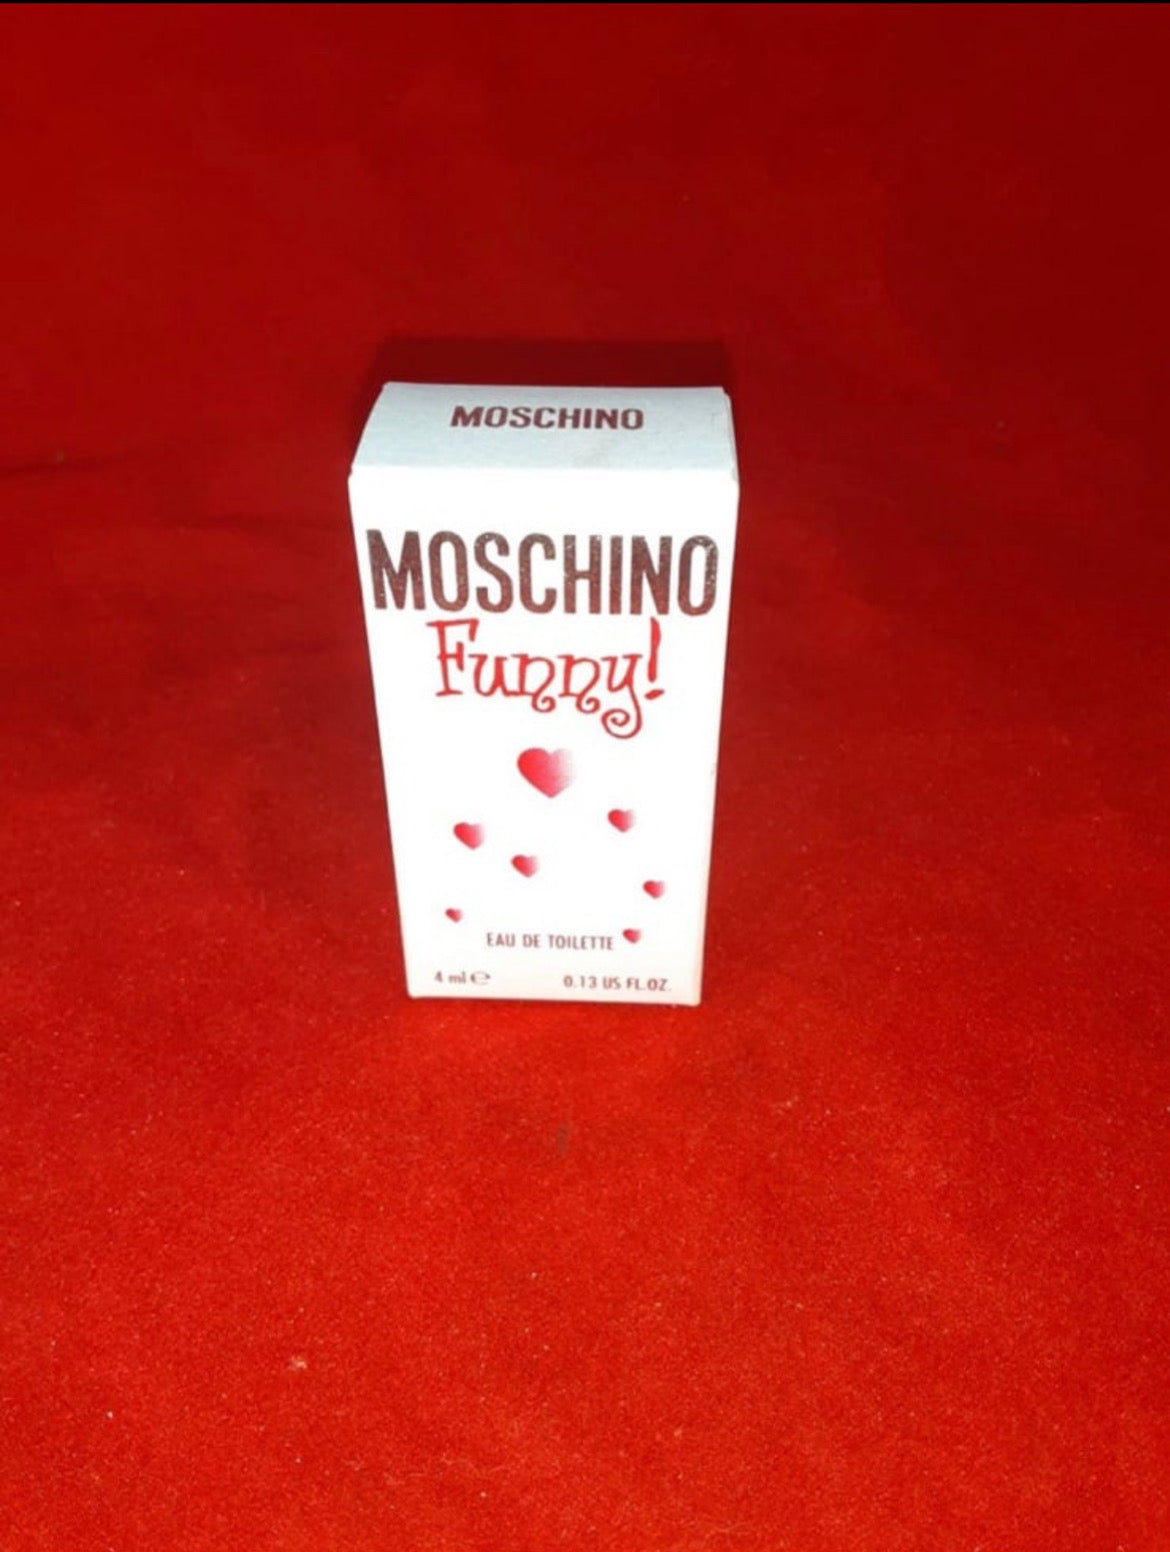 MOSCHINO
MOSCHINO
Funny!
EAU DE TOILETTE
4 ml ℮ 0.13 US FL.OZ.